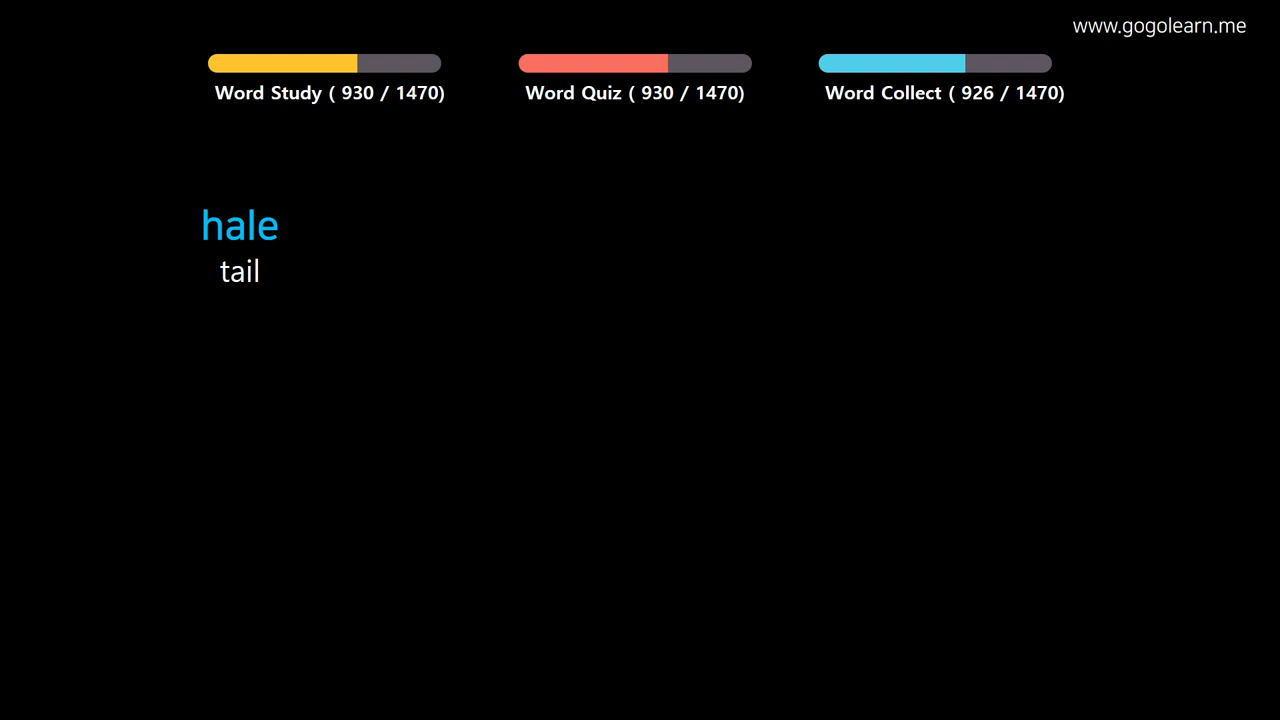 www.gogolearn.me
Word Study ( 930 / 1470)
Word Quiz ( 930 / 1470)
Word Collect ( 926 / 1470)
hale
tail